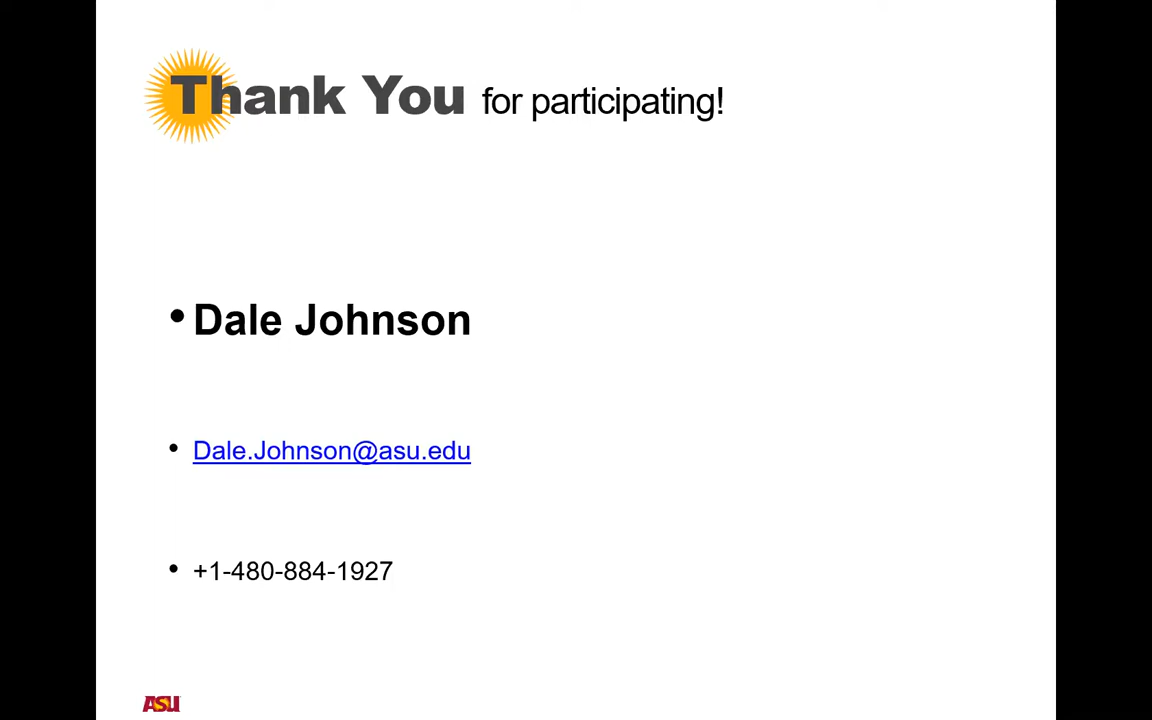 Thank You for participating!
• Dale Johnson
• Dale.Johnson@asu.edu
• +1-480-884-1927
ASU